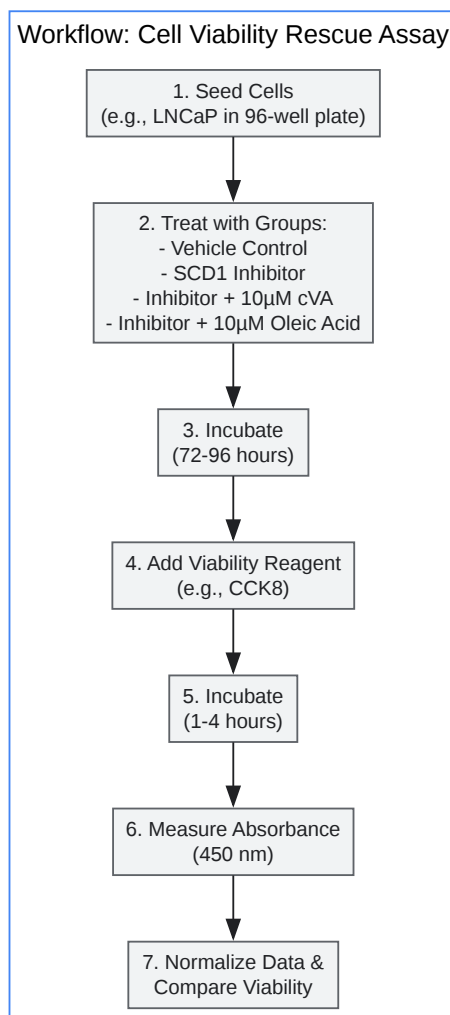 Workflow: Cell Viability Rescue Assay
1. Seed Cells
(e.g., LNCaP in 96-well plate)
2. Treat with Groups:
- Vehicle Control
- SCD1 Inhibitor
- Inhibitor + 10µM cVA
- Inhibitor + 10µM Oleic Acid
3. Incubate
(72-96 hours)
4. Add Viability Reagent
(e.g., CCK8)
5. Incubate
(1-4 hours)
6. Measure Absorbance
(450 nm)
7. Normalize Data &
Compare Viability